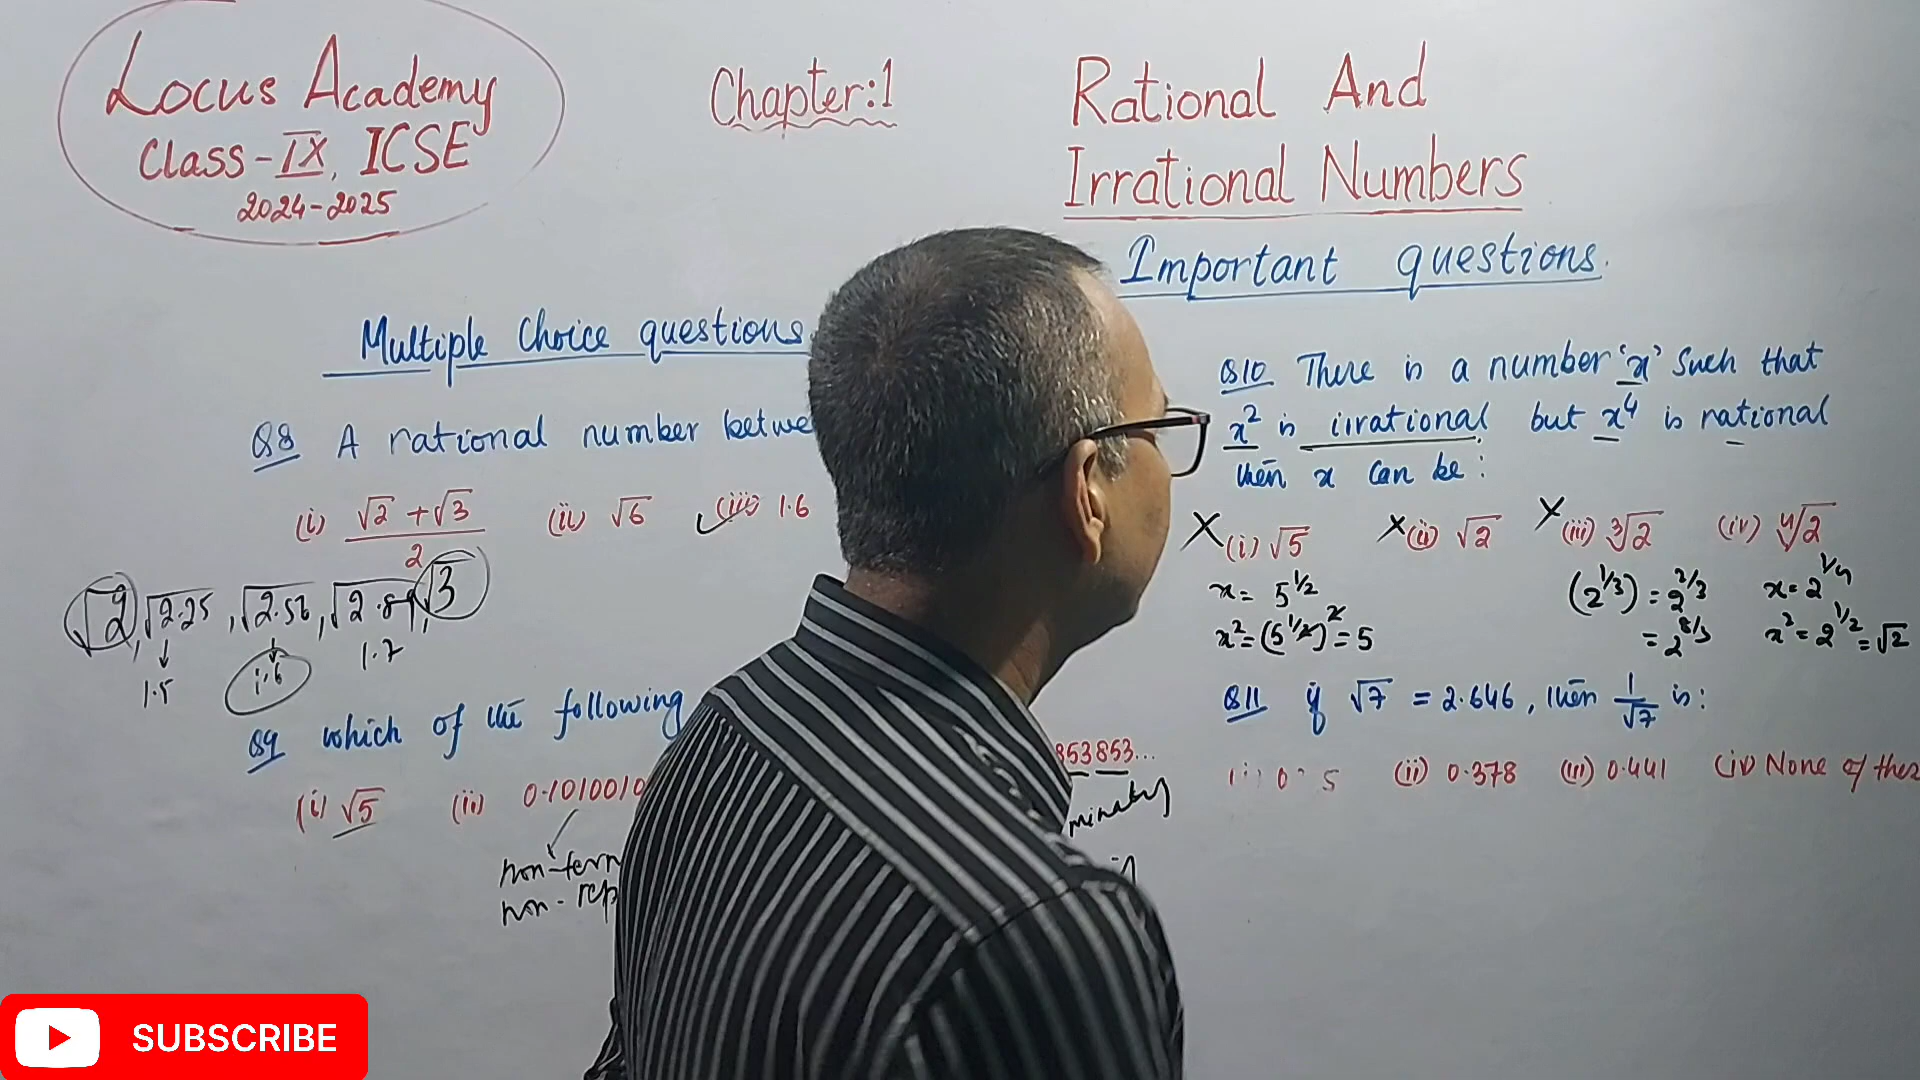 Locus Academy
Class-IX, ICSE
2024-2025
Chapter:1
Rational And
Irrational Numbers
Important questions.
Multiple Choice questions
Q8 A rational number betwe
(i) √2 + √3 / 2 (ii) √6 (iii) 1.6
√2, √2.25, √2.56, √2.89, √3
1.5 1.6 1.7
Q9 which of the following
(i) √5 (ii) 0.1010010
853853...
non-term
non-rep
minating
Q10 There is a number 'x' Such that
x² is irrational but x⁴ is rational
then x can be:
X (i) √5 X (ii) √2 X (iii) ∛2 (iv) ∜2
x = 5^1/2
x² = (5^1/2)² = 5
(2^1/3) = 2^2/3
= 2^8/3
x = 2^1/4
x² = 2^1/2 = √2
Q11 if √7 = 2.646, then 1/√7 is:
(ii) 0.378 (iii) 0.441 (iv) None of thes
SUBSCRIBE